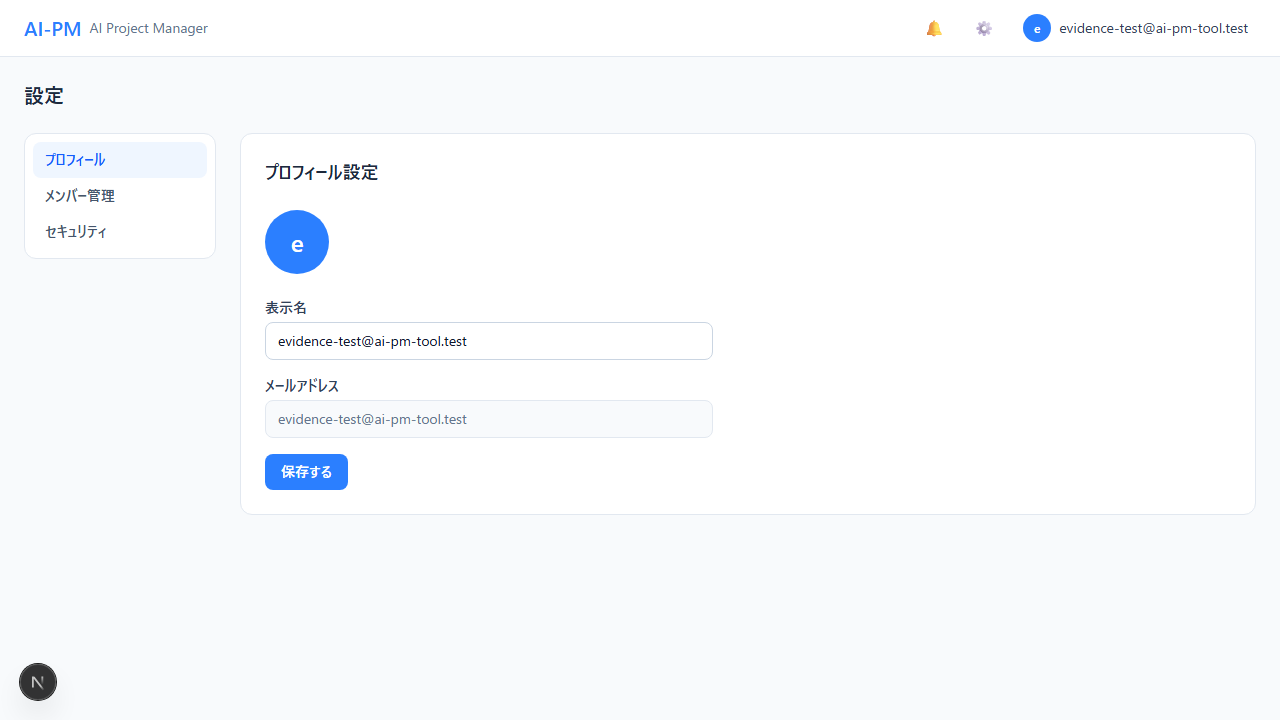 AI-PM AI Project Manager
e evidence-test@ai-pm-tool.test
設定
プロフィール
メンバー管理
セキュリティ
プロフィール設定
e
表示名
evidence-test@ai-pm-tool.test
メールアドレス
evidence-test@ai-pm-tool.test
保存する
N